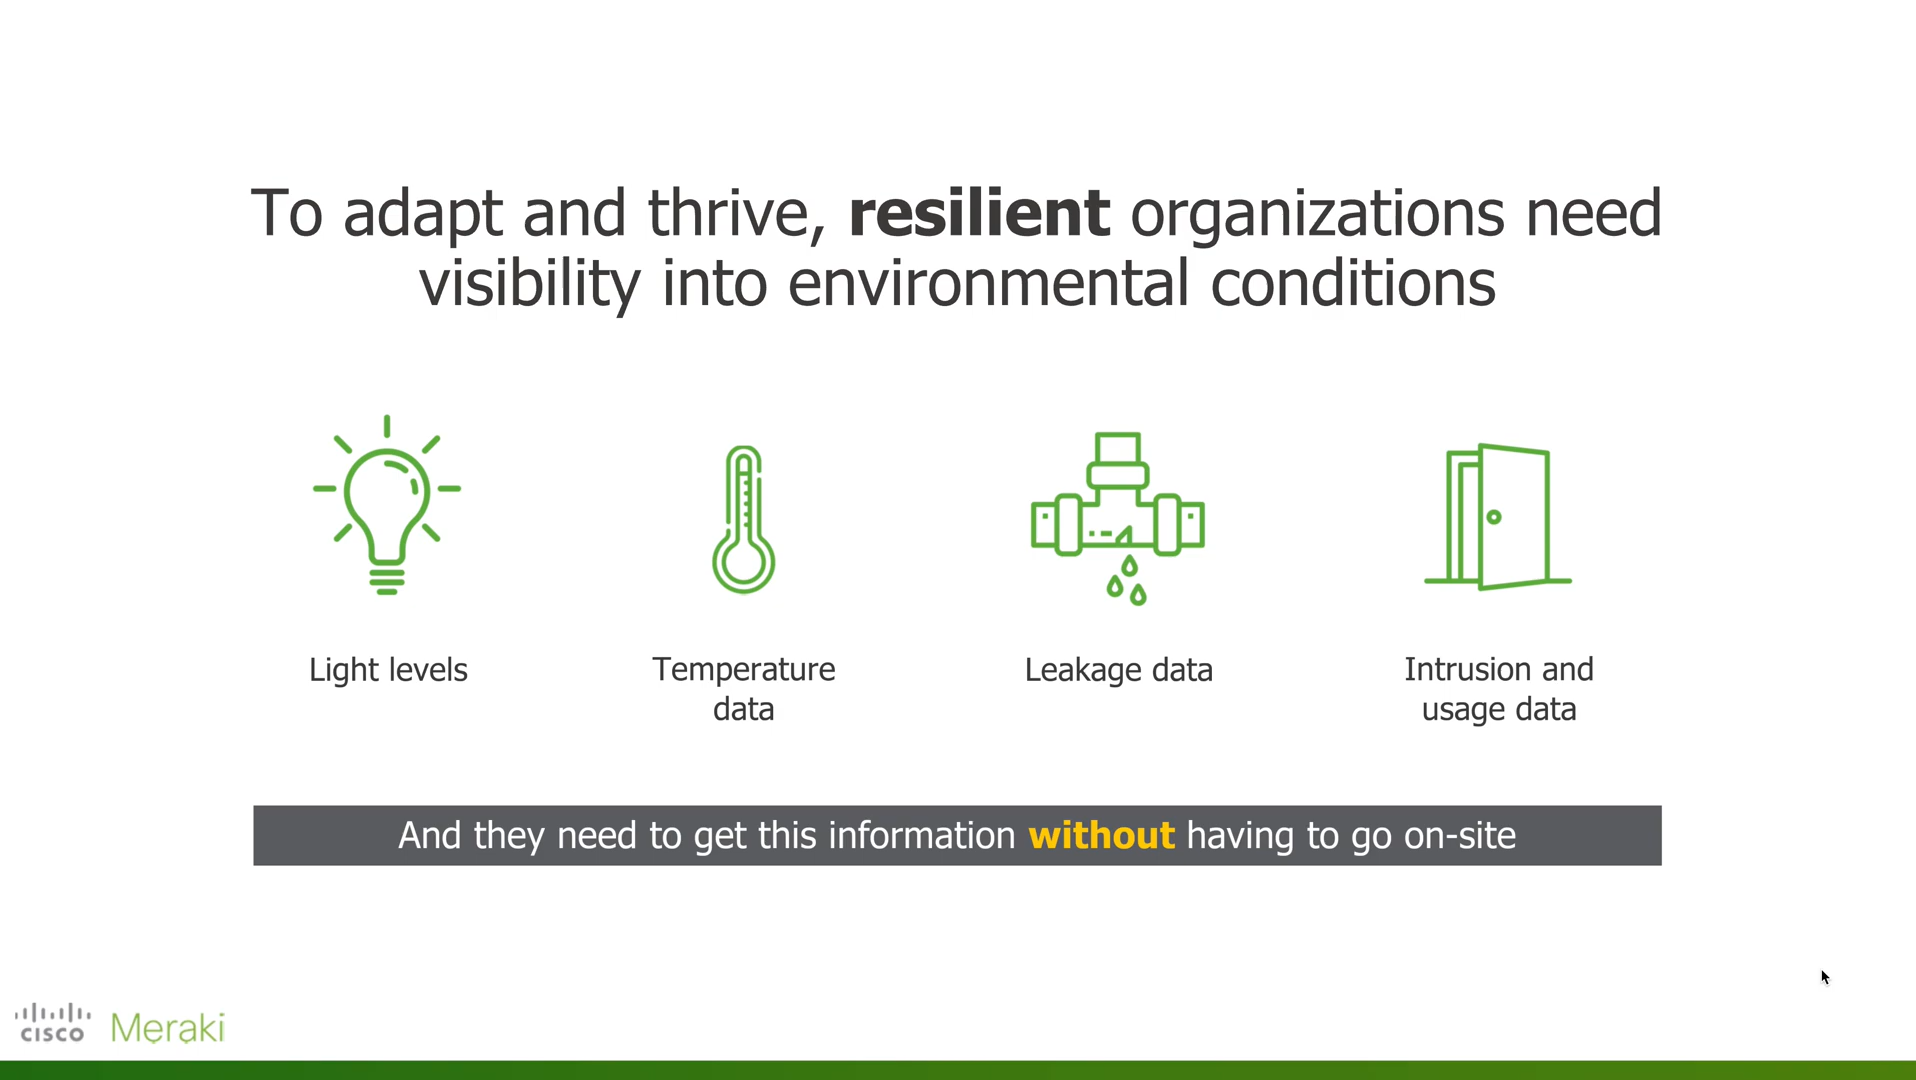 To adapt and thrive, resilient organizations need
visibility into environmental conditions
Light levels
Temperature
data
Leakage data
Intrusion and
usage data
And they need to get this information without having to go on-site
cisco Meraki